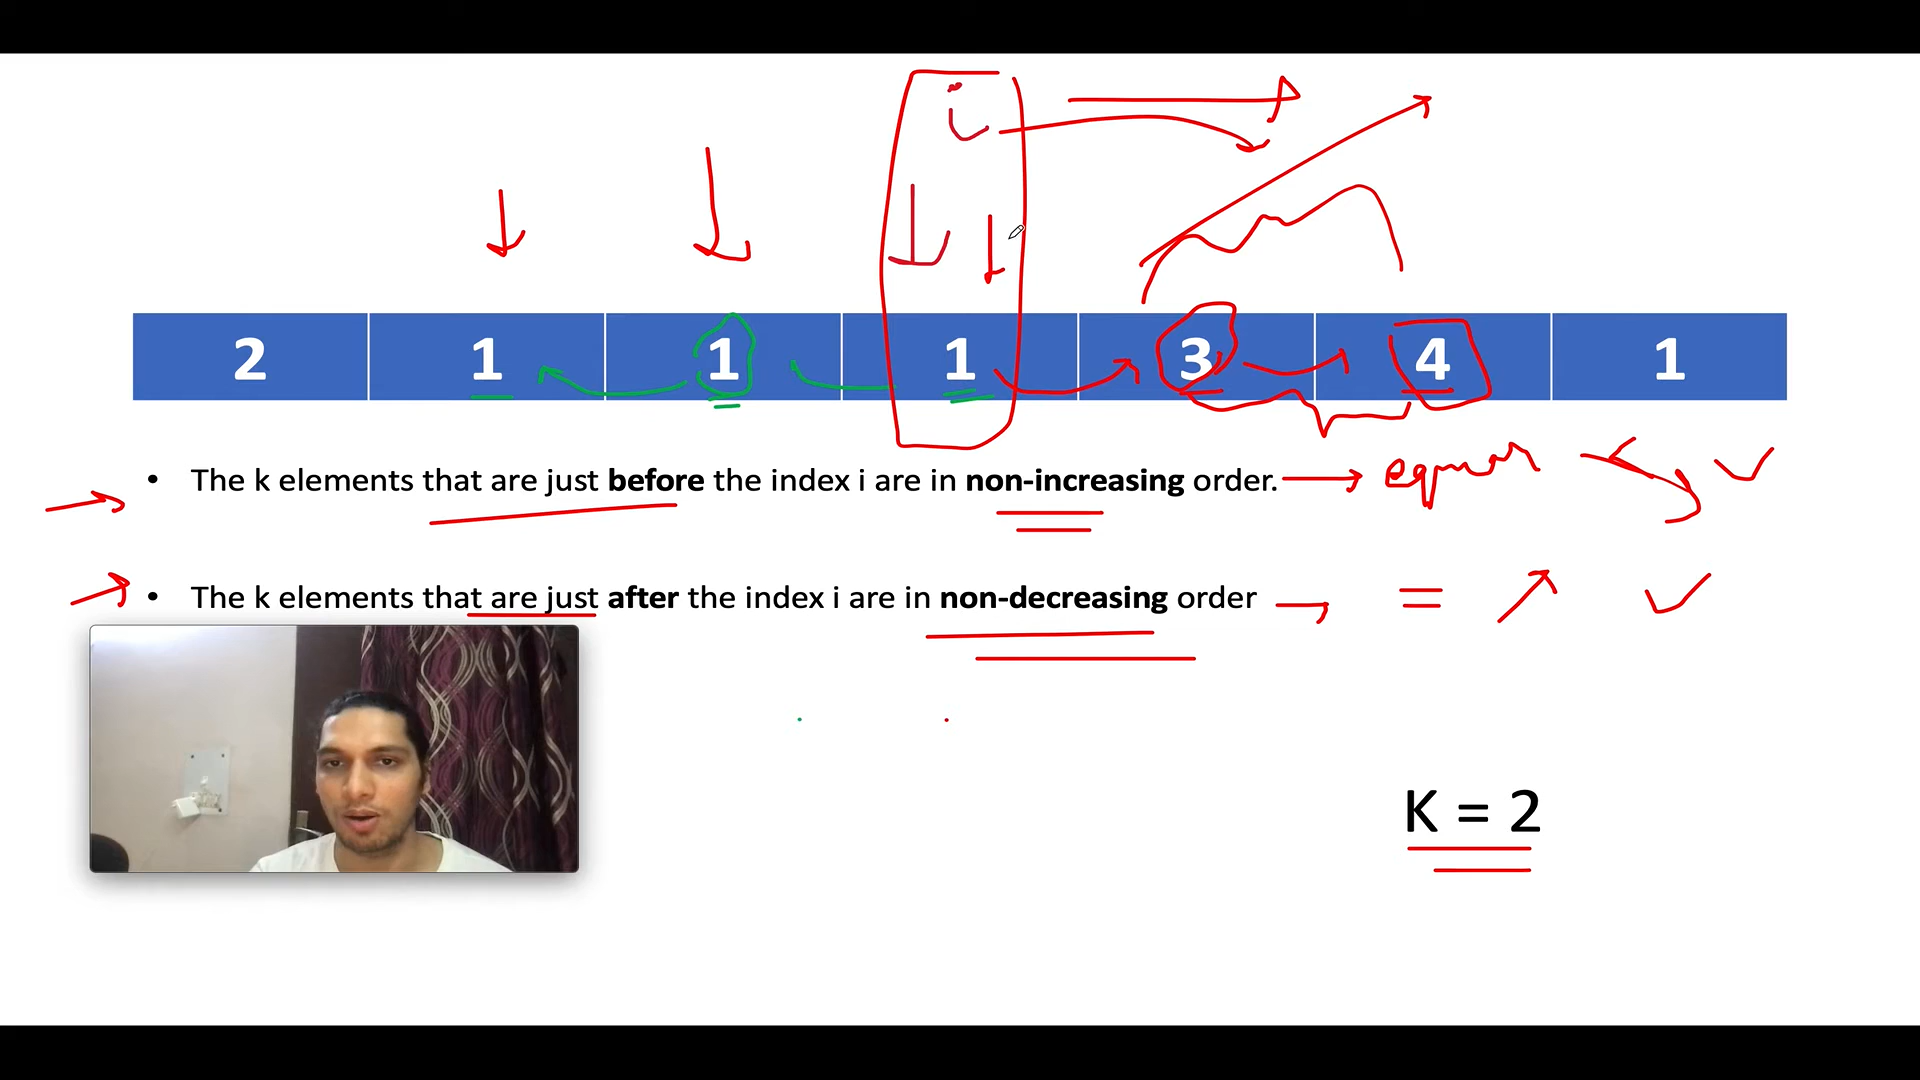 i
2 1 1 1 3 4 1
• The k elements that are just before the index i are in non-increasing order. → equal
• The k elements that are just after the index i are in non-decreasing order → =
K = 2